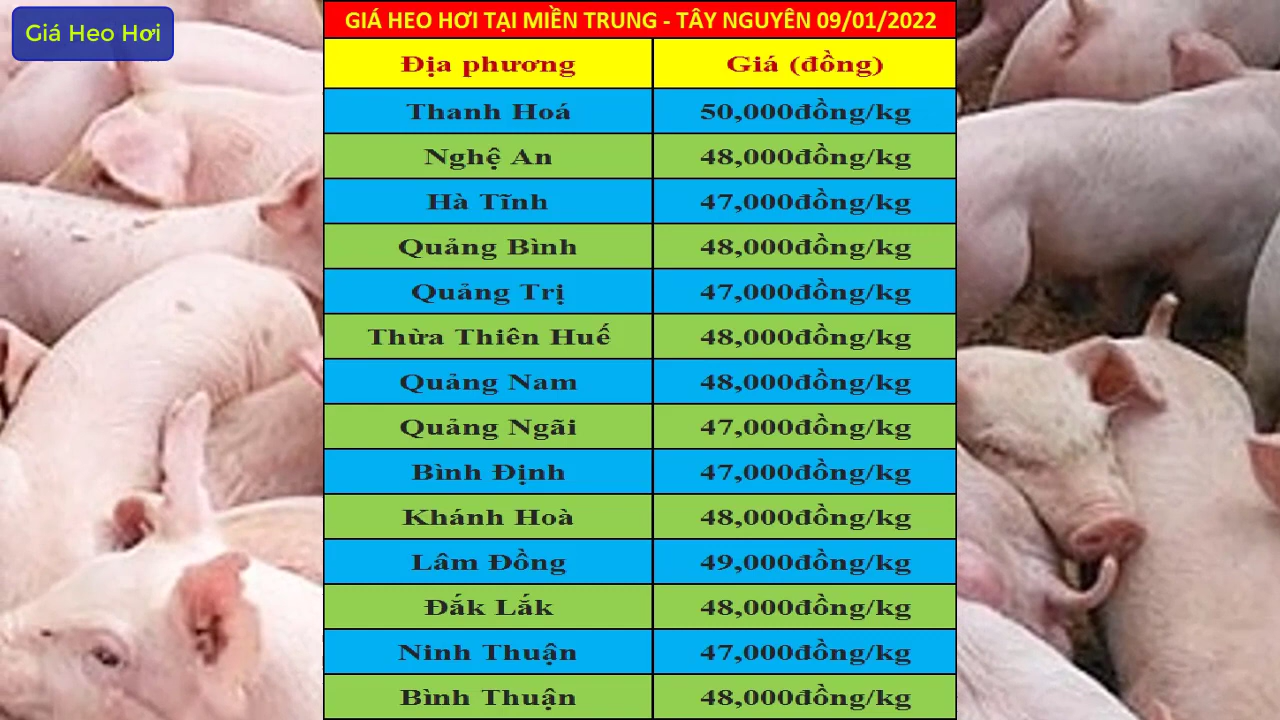 Giá Heo Hơi
GIÁ HEO HƠI TẠI MIỀN TRUNG - TÂY NGUYÊN 09/01/2022
Địa phương Giá (đồng)
Thanh Hoá 50,000đồng/kg
Nghệ An 48,000đồng/kg
Hà Tĩnh 47,000đồng/kg
Quảng Bình 48,000đồng/kg
Quảng Trị 47,000đồng/kg
Thừa Thiên Huế 48,000đồng/kg
Quảng Nam 48,000đồng/kg
Quảng Ngãi 47,000đồng/kg
Bình Định 47,000đồng/kg
Khánh Hoà 48,000đồng/kg
Lâm Đồng 49,000đồng/kg
Đắk Lắk 48,000đồng/kg
Ninh Thuận 47,000đồng/kg
Bình Thuận 48,000đồng/kg